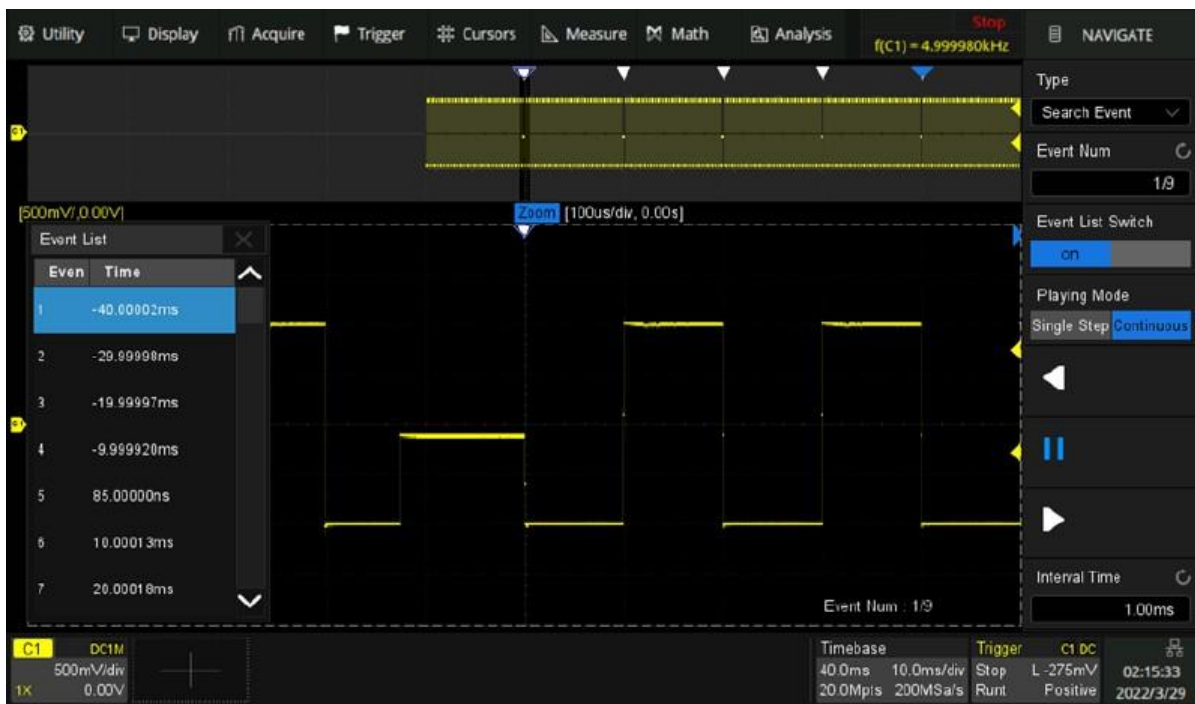 Utility Display Acquire Trigger Cursors Measure Math Analysis
Stop
f(C1) = 4.999980kHz
NAVIGATE
Type
Search Event
Event Num
1/9
Event List Switch
on
Playing Mode
Single Step Continuous
Interval Time
1.00ms
C1
[500mV/,0.00V]
Zoom [100us/div, 0.00s]
Event List
Even Time
1 -40.00002ms
2 -29.99998ms
3 -19.99997ms
4 -9.999920ms
5 85.00000ns
6 10.00013ms
7 20.00018ms
C1
Event Num : 1/9
C1 DC1M
500mV/div
1X 0.00V
Timebase
40.0ms 10.0ms/div
20.0Mpts 200MSa/s
Trigger C1 DC
Stop L -275mV
Runt Positive
02:15:33
2022/3/29